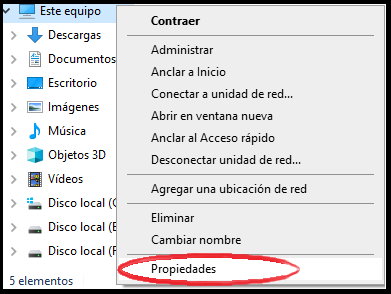 Este equipo
Descargas
Documentos
Escritorio
Imágenes
Música
Objetos 3D
Vídeos
Disco local (
Disco local (
Disco local (F
5 elementos
Contraer
Administrar
Anclar a Inicio
Conectar a unidad de red...
Abrir en ventana nueva
Anclar al Acceso rápido
Desconectar unidad de red...
Agregar una ubicación de red
Eliminar
Cambiar nombre
Propiedades